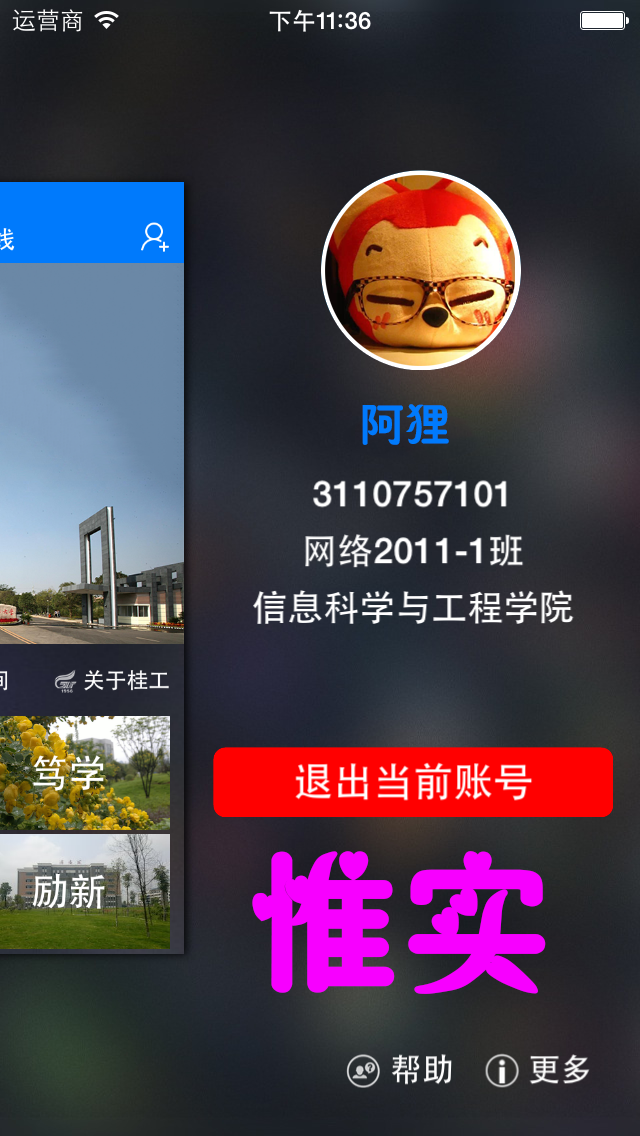 运营商 下午11:36
线
阿狸
3110757101
网络2011-1班
信息科学与工程学院
关于桂工
笃学
退出当前账号
励新
惟实
帮助 更多